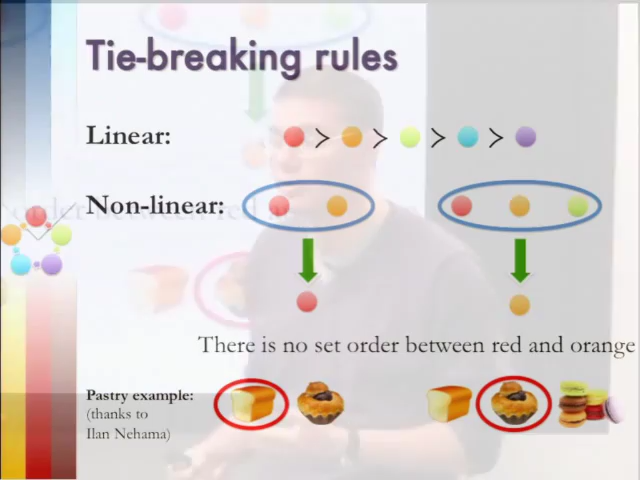 Tie-breaking rules
Linear: > > > >
Non-linear:
There is no set order between red and orange
Pastry example:
(thanks to
Ilan Nehama)